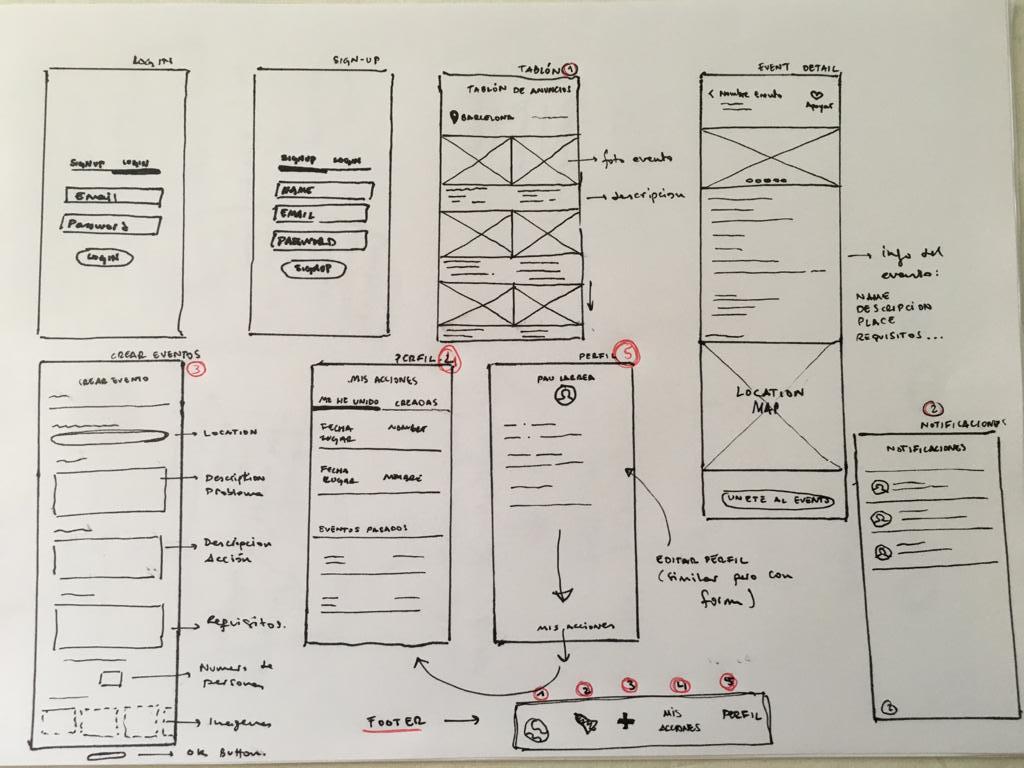 LOG IN
SIGNUP LOGIN
Email
Password
LOGIN
SIGN-UP
SIGNUP LOGIN
NAME
EMAIL
PASSWORD
SIGNUP
TABLÓN 1
TABLÓN DE ANUNCIOS
BARCELONA
foto evento
descripcion
EVENT DETAIL
< Nombre Evento
Apoyar
info del
evento:
NAME
DESCRIPCION
PLACE
REQUISITOS...
LOCATION
MAP
UNETE AL EVENTO
CREAR EVENTOS
3
CREAR EVENTO
LOCATION
Description
Problema
Descripcion
Acción
Requisitos.
Numero de
personas
Imagenes
OK Button.
PERFIL 4
MIS ACCIONES
ME HE UNIDO CREADAS
FECHA NOMBRE
LUGAR
FECHA NOMBRE
LUGAR
EVENTOS PASADOS
PERFIL 5
PAU LARREA
MIS ACCIONES
EDITAR PERFIL
(similar pero con
form)
2
NOTIFICACIONES
NOTIFICACIONES
FOOTER
1 2 3 4 5
MIS
ACCIONES
PERFIL